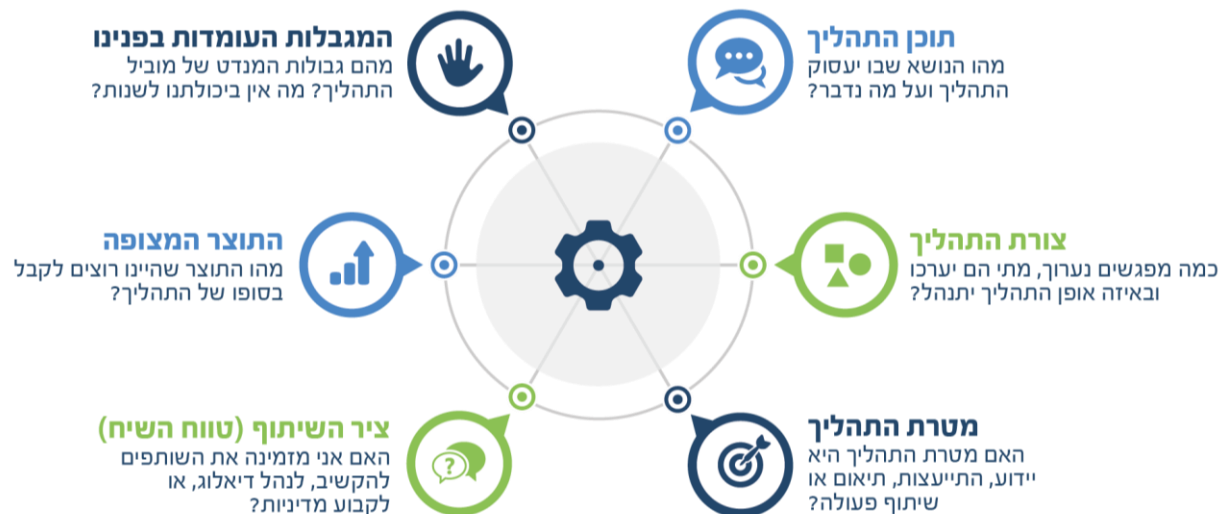 תוכן התהליך
מהו הנושא שבו יעסוק
התהליך ועל מה נדבר?
צורת התהליך
כמה מפגשים נערוך, מתי הם יערכו
ובאיזה אופן התהליך יתנהל?
מטרת התהליך
האם מטרת התהליך היא
יידוע, התייעצות, תיאום או
שיתוף פעולה?
ציר השיתוף (טווח השיח)
האם אני מזמינה את השותפים
להקשיב, לנהל דיאלוג, או
לקבוע מדיניות?
?
התוצר המצופה
מהו התוצר שהיינו רוצים לקבל
בסופו של התהליך?
המגבלות העומדות בפנינו
מהם גבולות המנדט של מוביל
התהליך? מה אין ביכולתנו לשנות?